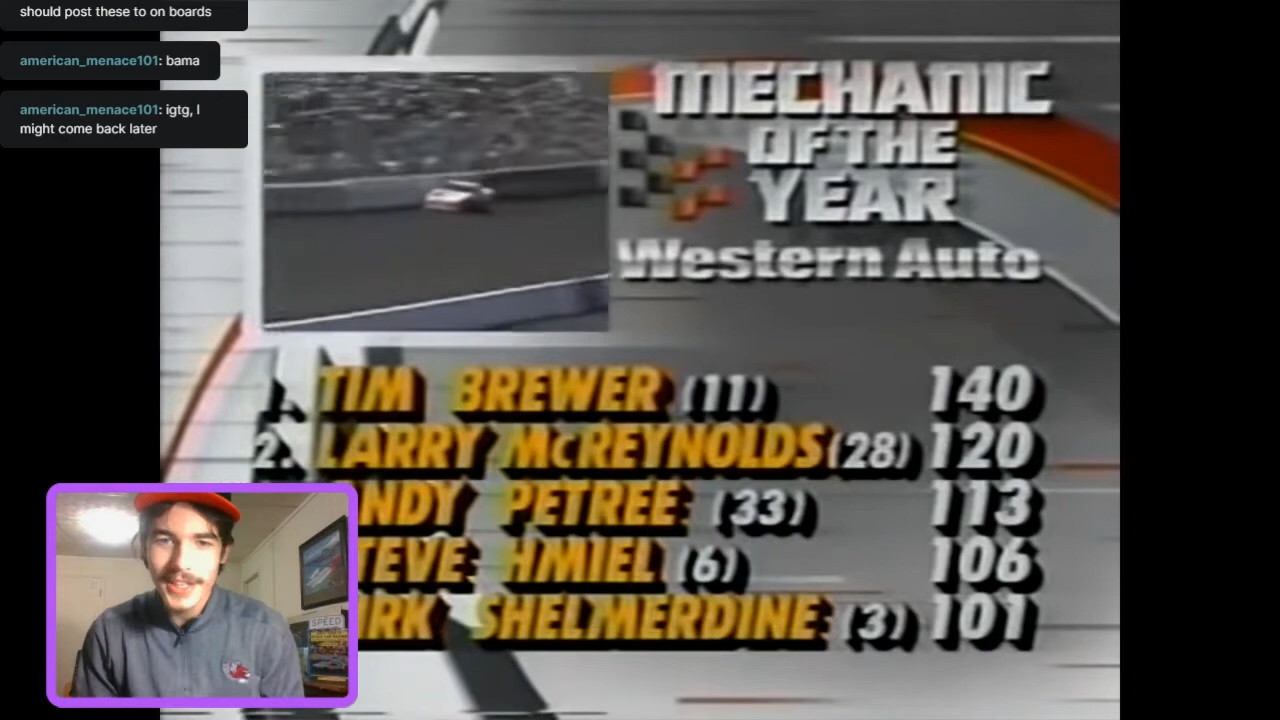 should post these to on boards
american_menace101: bama
american_menace101: igtg, I
might come back later
MECHANIC
OF THE
YEAR
Western Auto
1. TIM BREWER (11) 140
2. LARRY McREYNOLDS (28) 120
NDY PETREE (33) 113
TEVE HMIEL (6) 106
IRK SHELMERDINE (3) 101
SPEED